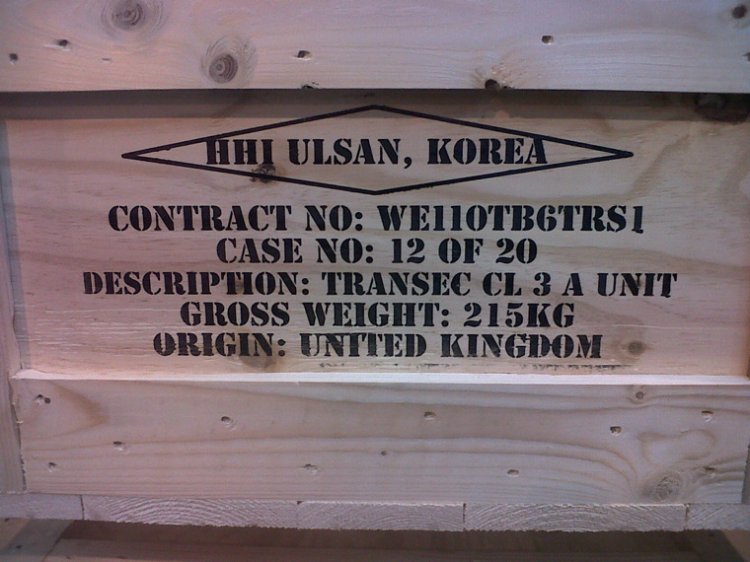 HHI ULSAN, KOREA
CONTRACT NO: WE110TB6TRS1
CASE NO: 12 OF 20
DESCRIPTION: TRANSEC CL 3 A UNIT
GROSS WEIGHT: 215KG
ORIGIN: UNITED KINGDOM